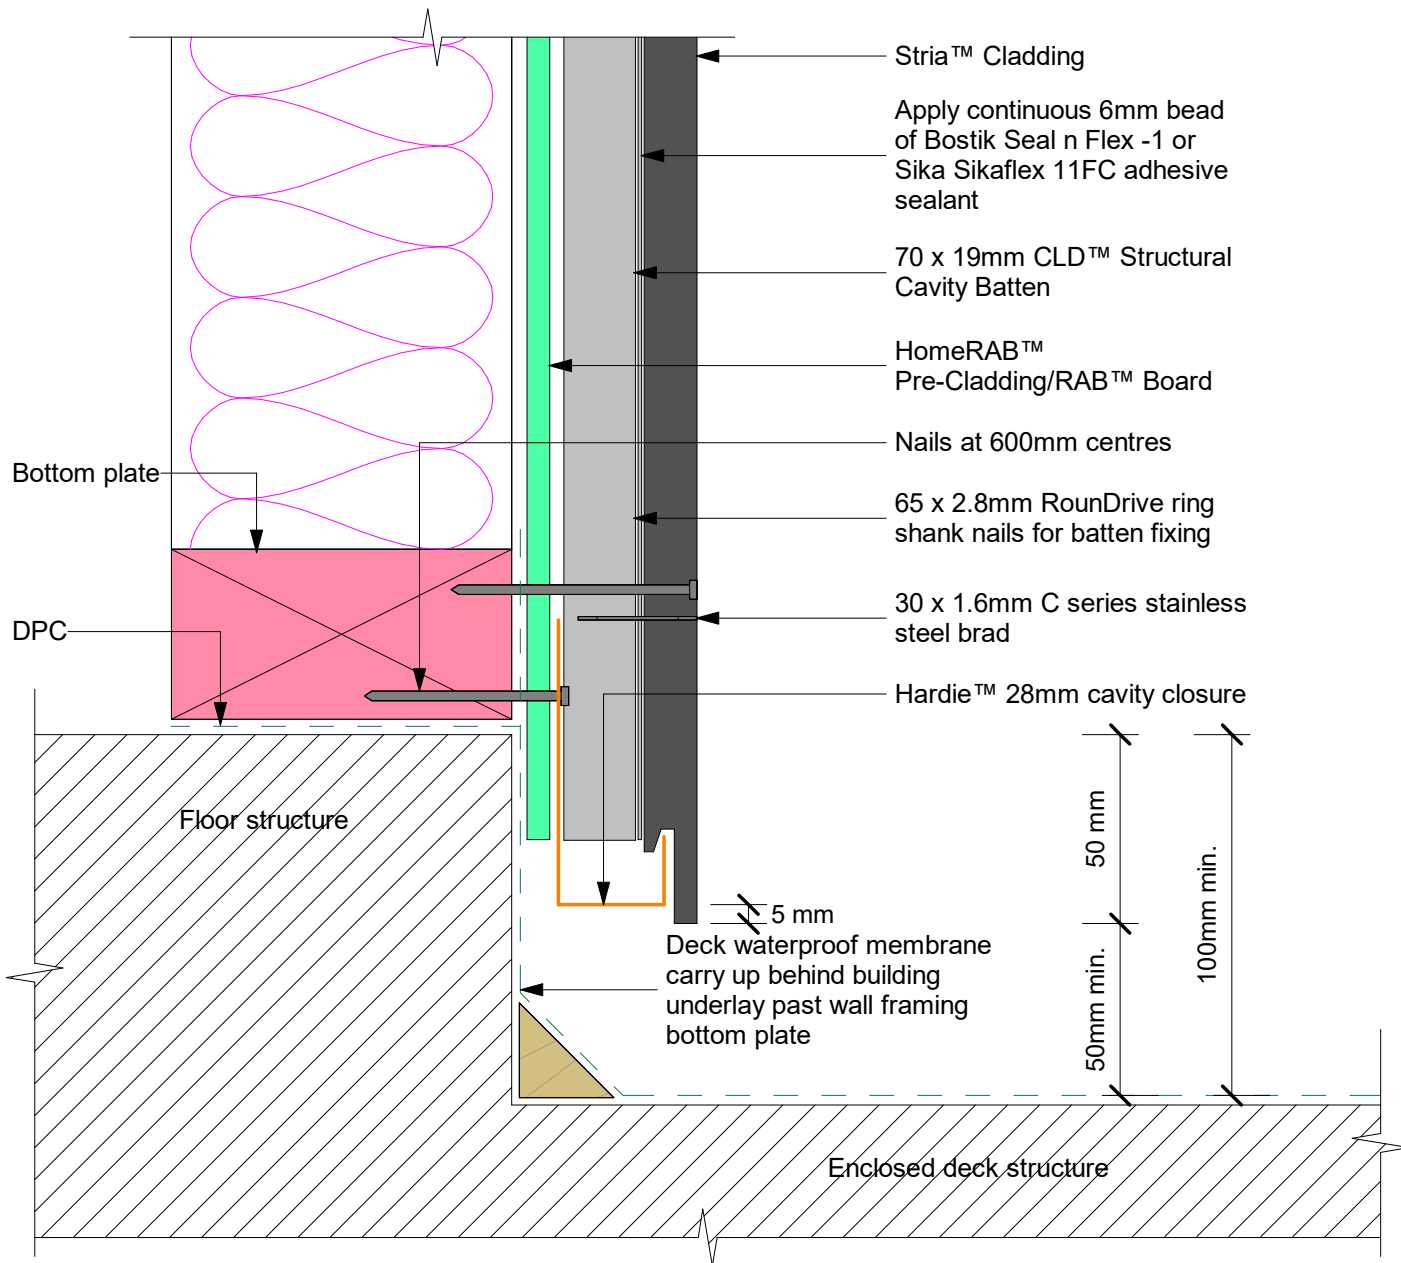 Stria™ Cladding
Apply continuous 6mm bead
of Bostik Seal n Flex -1 or
Sika Sikaflex 11FC adhesive
sealant
70 x 19mm CLD™ Structural
Cavity Batten
HomeRAB™
Pre-Cladding/RAB™ Board
Nails at 600mm centres
Bottom plate
65 x 2.8mm RounDrive ring
shank nails for batten fixing
30 x 1.6mm C series stainless
steel brad
DPC
Hardie™ 28mm cavity closure
Floor structure
50 mm
100mm min.
5 mm
Deck waterproof membrane
carry up behind building
underlay past wall framing
bottom plate
50mm min.
Enclosed deck structure